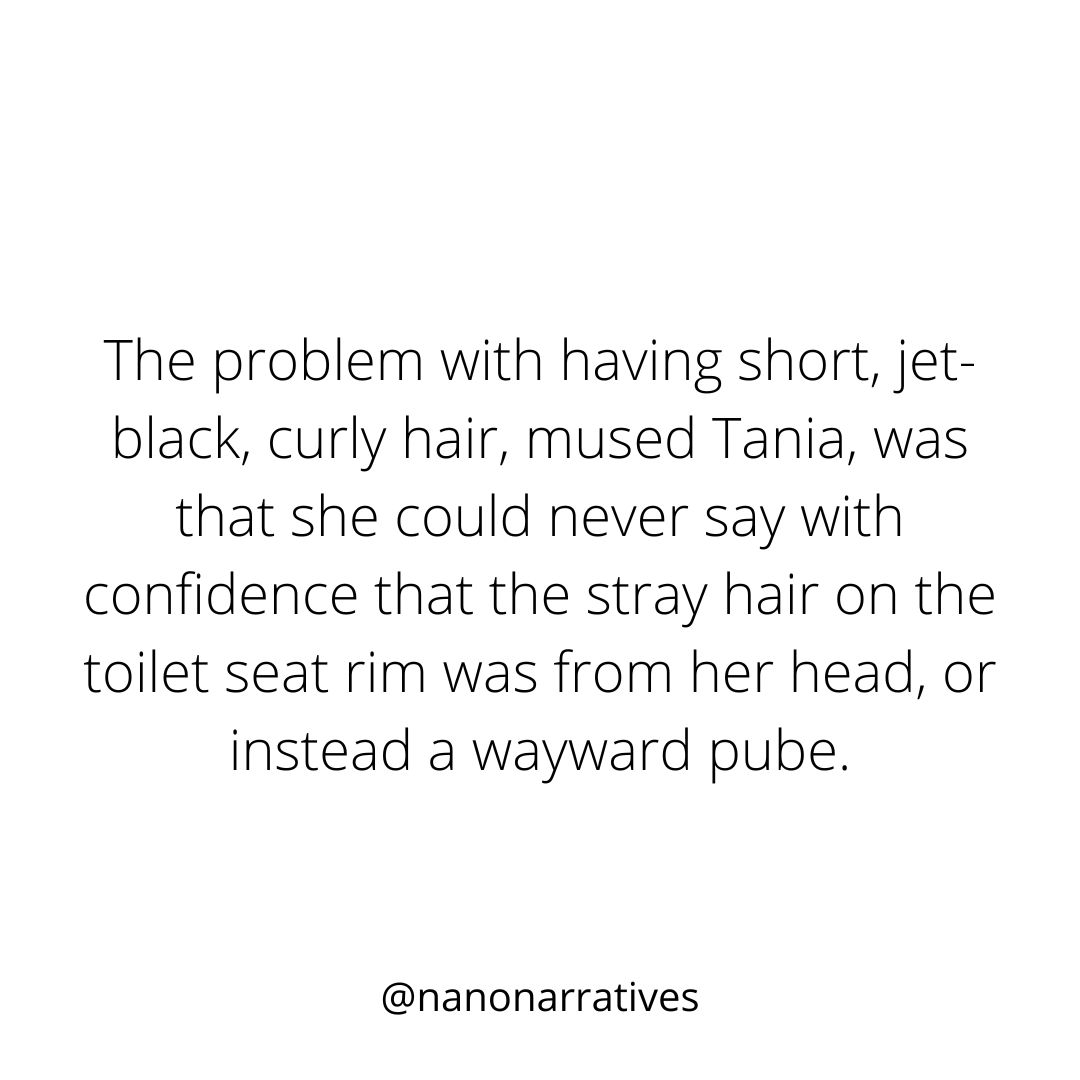 The problem with having short, jet-
black, curly hair, mused Tania, was
that she could never say with
confidence that the stray hair on the
toilet seat rim was from her head, or
instead a wayward pube.
@nanonarratives